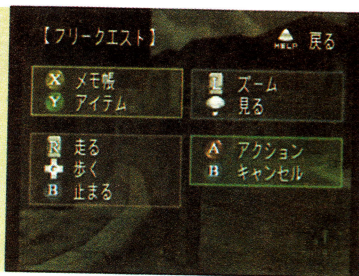 【フリークエスト】
HELP 戻る
X メモ帳
Y アイテム
L ズーム
見る
R 走る
歩く
B 止まる
A アクション
B キャンセル